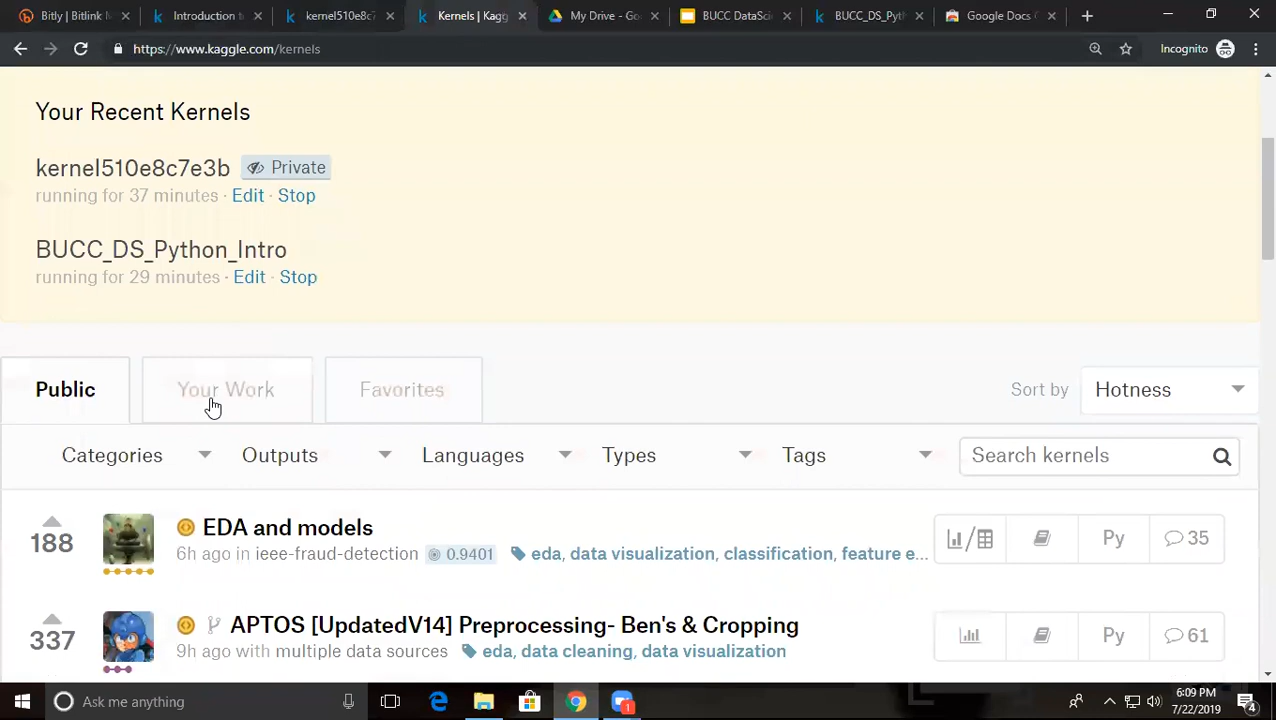 Bitly | Bitlink M
Introduction t
kernel510e8c7
Kernels | Kagg
My Drive - Goo
BUCC DataSci
BUCC_DS_Pyth
Google Docs
https://www.kaggle.com/kernels
Incognito
Your Recent Kernels
kernel510e8c7e3b Private
running for 37 minutes · Edit · Stop
BUCC_DS_Python_Intro
running for 29 minutes · Edit · Stop
Public Your Work Favorites Sort by Hotness
Categories Outputs Languages Types Tags Search kernels
188 EDA and models Py 35
6h ago in ieee-fraud-detection 0.9401 eda, data visualization, classification, feature e...
337 APTOS [UpdatedV14] Preprocessing- Ben's & Cropping Py 61
9h ago with multiple data sources eda, data cleaning, data visualization
Ask me anything
1
6:09 PM
7/22/2019
4